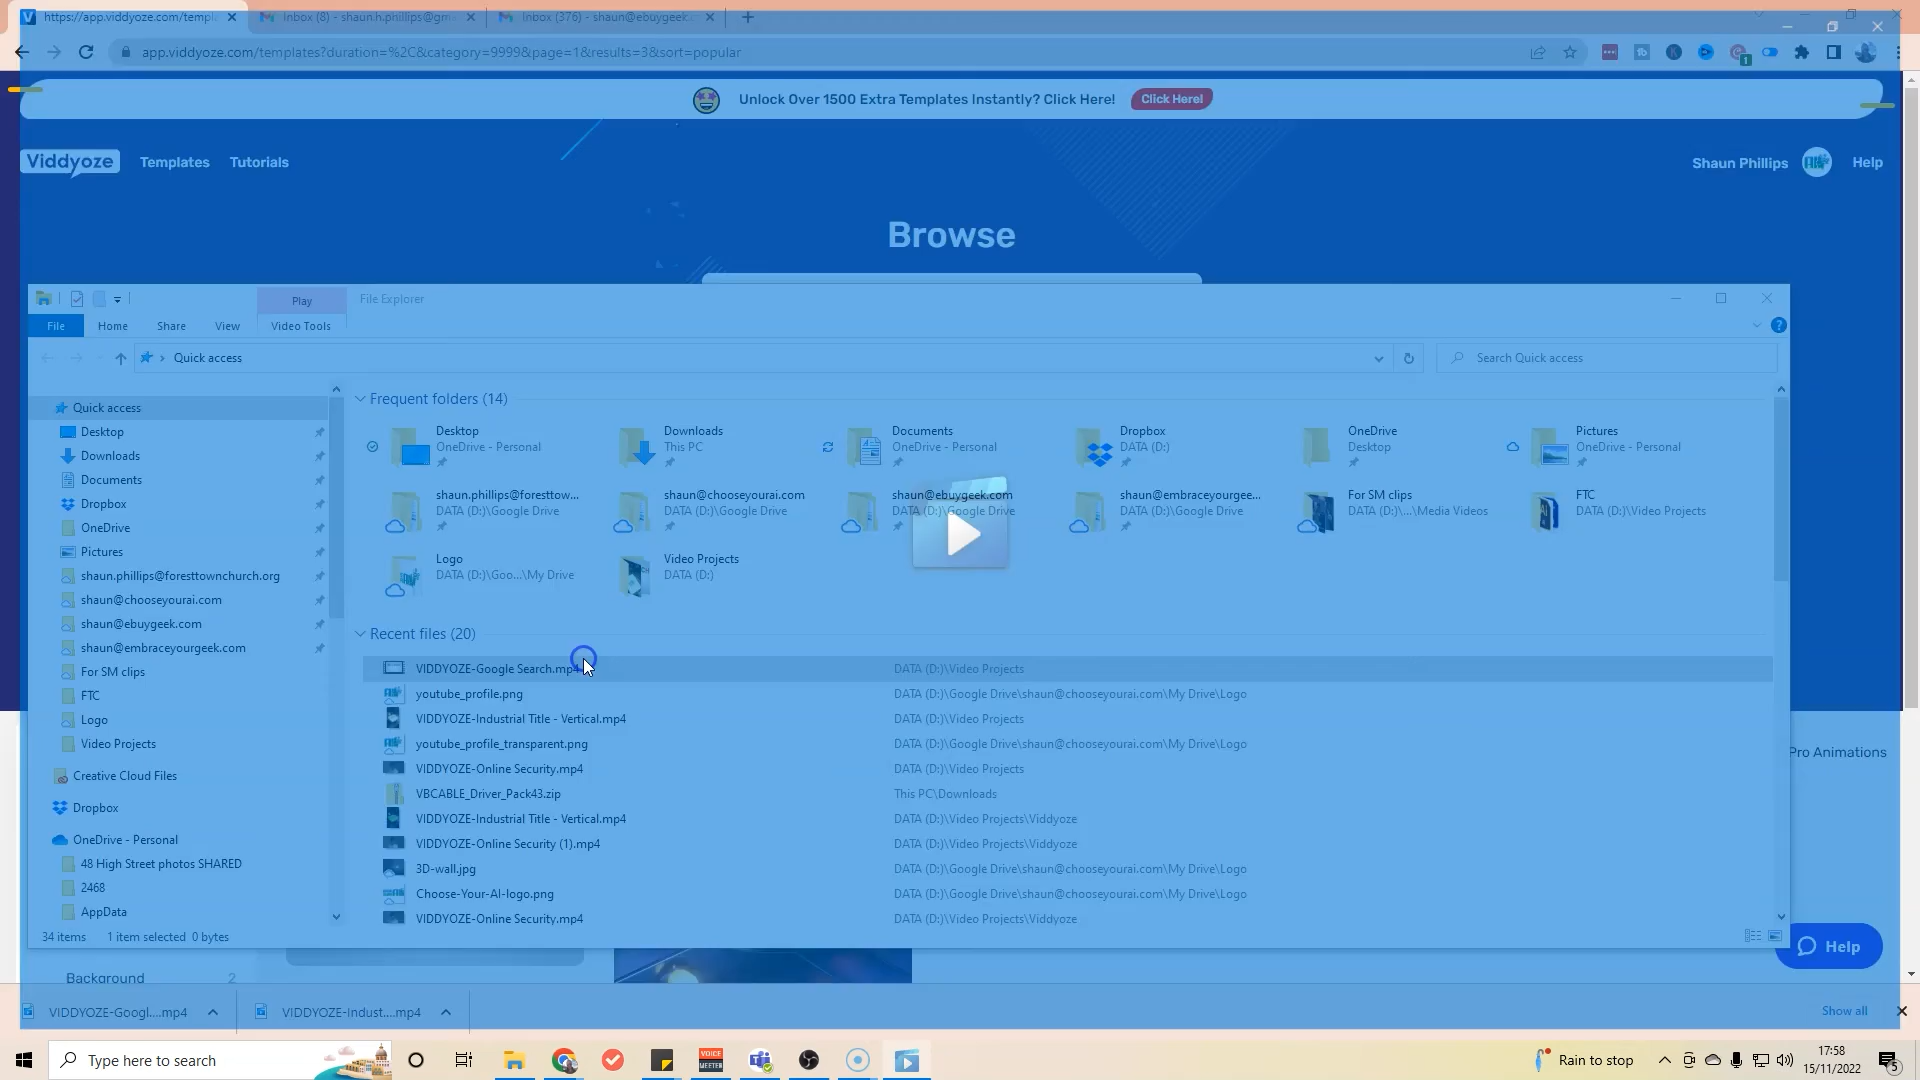 https://app.viddyoze.com/templ
Inbox (8) - shaun.h.phillips@gm
Inbox (376) - shaun@ebuygeek.
app.viddyoze.com/templates?duration=%2C&category=9999&page=1&results=3&sort=popular
Unlock Over 1500 Extra Templates Instantly? Click Here!
Click Here!
Viddyoze
Templates
Tutorials
Shaun Phillips
Help
Browse
Play
File Explorer
File
Home
Share
View
Video Tools
Quick access
Search Quick access
Quick access
Desktop
Downloads
Documents
Dropbox
OneDrive
Pictures
shaun.phillips@foresttownchurch.org
shaun@chooseyourai.com
shaun@ebuygeek.com
shaun@embraceyourgeek.com
For SM clips
FTC
Logo
Video Projects
Creative Cloud Files
Dropbox
OneDrive - Personal
48 High Street photos SHARED
2468
AppData
Frequent folders (14)
Desktop
OneDrive - Personal
Downloads
This PC
Documents
OneDrive - Personal
Dropbox
DATA (D:)
OneDrive
Desktop
Pictures
OneDrive - Personal
shaun.phillips@foresttow...
DATA (D:)\Google Drive
shaun@chooseyourai.com
DATA (D:)\Google Drive
shaun@ebuygeek.com
DATA (D:)\Google Drive
shaun@embraceyourgee...
DATA (D:)\Google Drive
For SM clips
DATA (D:)\...\Media Videos
FTC
DATA (D:)\Video Projects
Logo
DATA (D:)\Goo...\My Drive
Video Projects
DATA (D:)
Recent files (20)
VIDDYOZE-Google Search.mp4 DATA (D:)\Video Projects
youtube_profile.png DATA (D:)\Google Drive\shaun@chooseyourai.com\My Drive\Logo
VIDDYOZE-Industrial Title - Vertical.mp4 DATA (D:)\Video Projects
youtube_profile_transparent.png DATA (D:)\Google Drive\shaun@chooseyourai.com\My Drive\Logo
VIDDYOZE-Online Security.mp4 DATA (D:)\Video Projects
VBCABLE_Driver_Pack43.zip This PC\Downloads
VIDDYOZE-Industrial Title - Vertical.mp4 DATA (D:)\Video Projects\Viddyoze
VIDDYOZE-Online Security (1).mp4 DATA (D:)\Video Projects\Viddyoze
3D-wall.jpg DATA (D:)\Google Drive\shaun@chooseyourai.com\My Drive\Logo
Choose-Your-AI-logo.png DATA (D:)\Google Drive\shaun@chooseyourai.com\My Drive\Logo
VIDDYOZE-Online Security.mp4 DATA (D:)\Video Projects\Viddyoze
34 items 1 item selected 0 bytes
Pro Animations
Help
Background 2
VIDDYOZE-Googl....mp4
VIDDYOZE-Indust....mp4
Show all
Type here to search
VOICE
MEETER
Rain to stop
17:58
15/11/2022
5